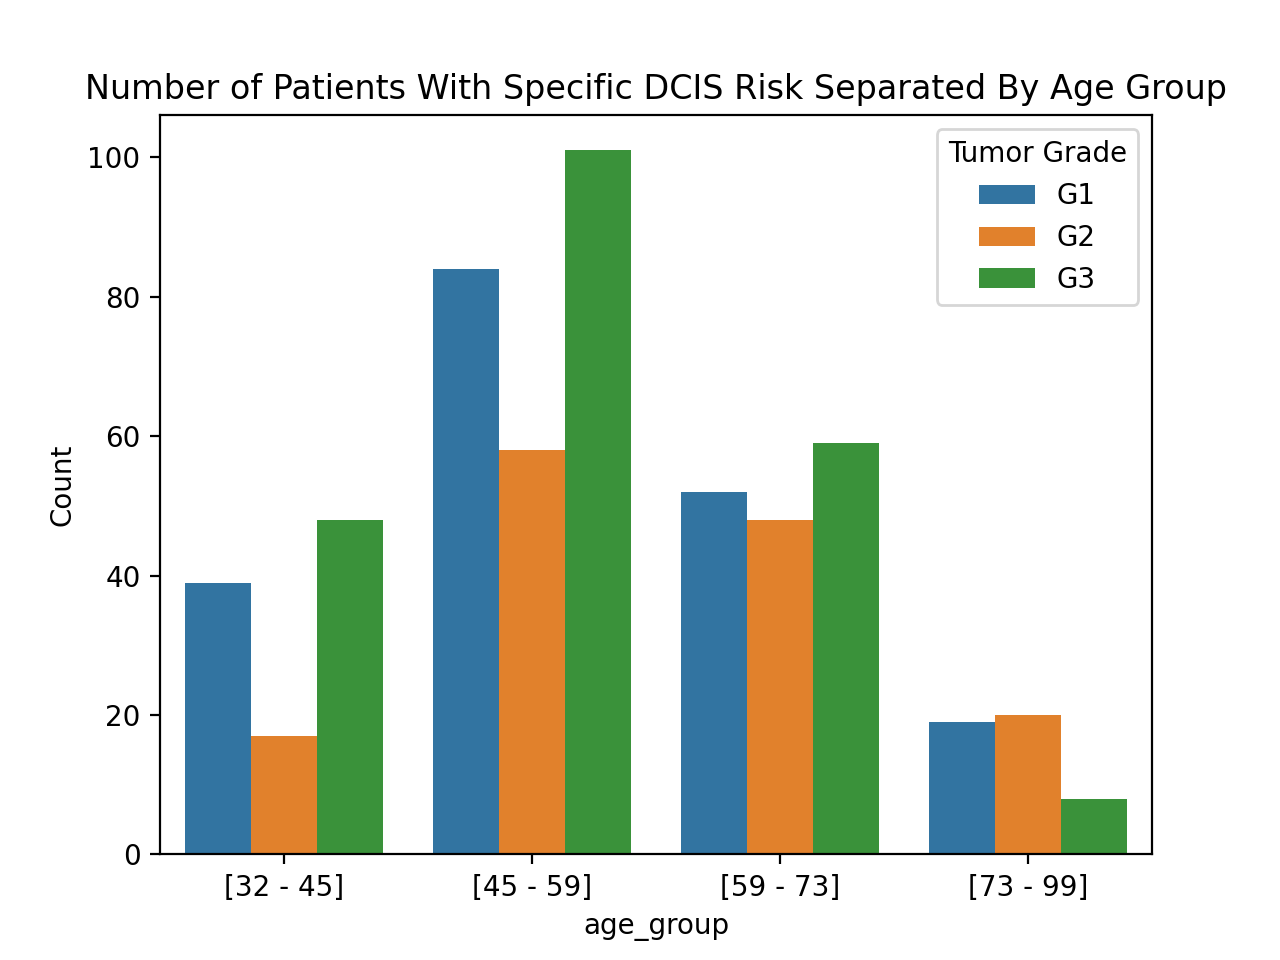 Number of Patients With Specific DCIS Risk Separated By Age Group
Tumor Grade
G1
G2
G3
100
80
60
40
20
0
Count
[32 - 45]
[45 - 59]
[59 - 73]
[73 - 99]
age_group